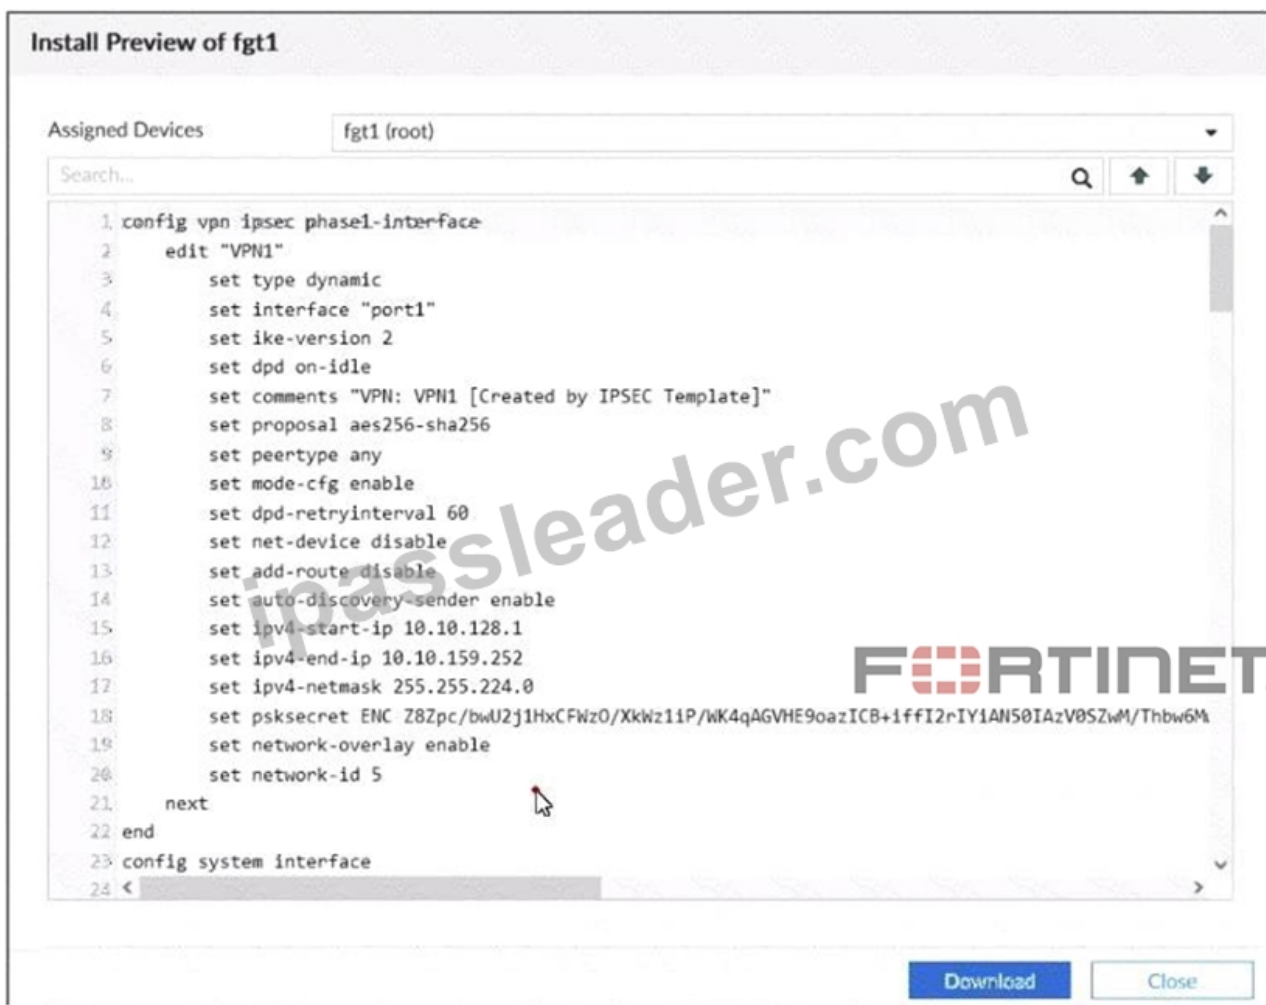 Install Preview of fgt1
Assigned Devices fgt1 (root)
Search...
1 config vpn ipsec phase1-interface
2 edit "VPN1"
3 set type dynamic
4 set interface "port1"
5 set ike-version 2
6 set dpd on-idle
7 set comments "VPN: VPN1 [Created by IPSEC Template]"
8 set proposal aes256-sha256
9 set peertype any
10 set mode-cfg enable
11 set dpd-retryinterval 60
12 set net-device disable
13 set add-route disable
14 set auto-discovery-sender enable
15 set ipv4-start-ip 10.10.128.1
16 set ipv4-end-ip 10.10.159.252
17 set ipv4-netmask 255.255.224.0
18 set psksecret ENC
19 set network-overlay enable
20 set network-id 5
21 next
22 end
23 config system interface
24
ipassleader.com
FORTINET
Download Close